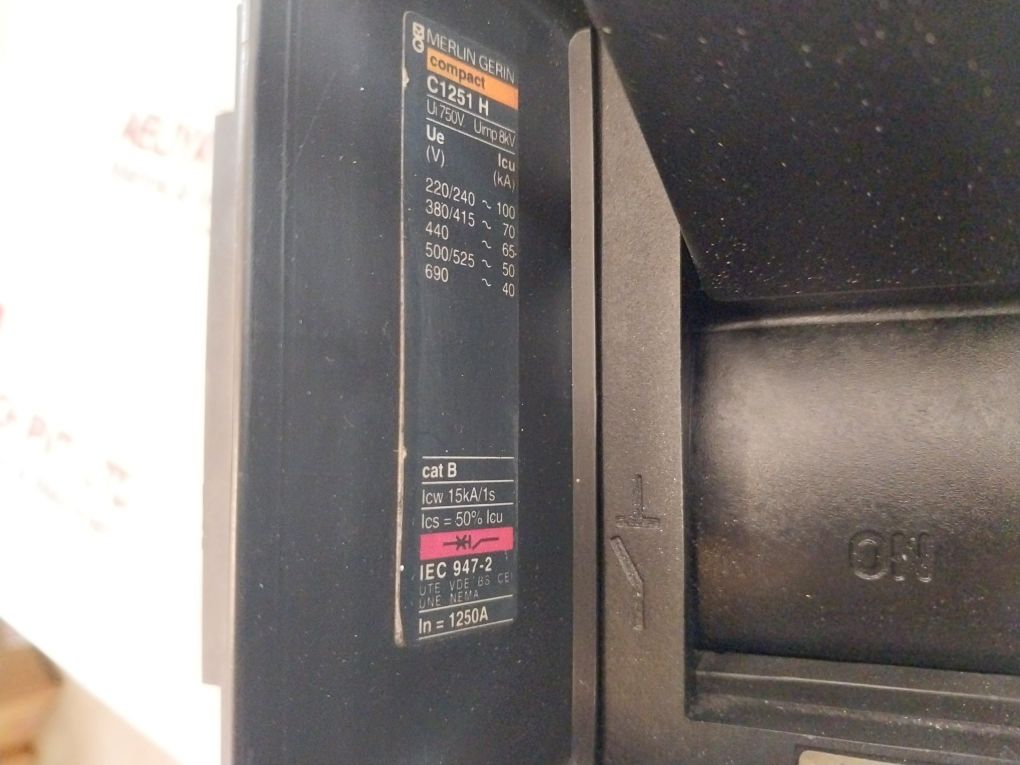 MG MERLIN GERIN
compact
C1251 H
Ui 750V. Uimp 8kV
Ue Icu
(V) (kA)
220/240 ~ 100
380/415 ~ 70
440 ~ 65
500/525 ~ 50
690 ~ 40
cat B
Icw 15kA/1s
Ics = 50% Icu
IEC 947-2
UTE VDE BS CEI
UNE NEMA
In = 1250A
ON